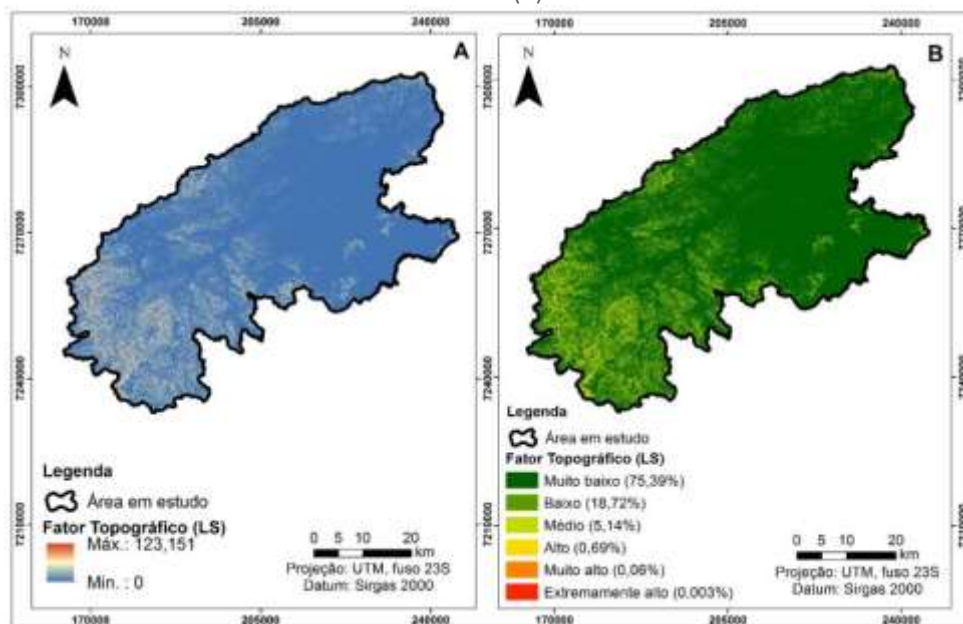 170000 205000 240000
170000 205000 240000
A
B
N
N
7300000
7270000
7240000
7210000
7270000
7240000
7210000
Legenda
Área em estudo
Fator Topográfico (LS)
Máx.: 123,151
Mín. : 0
0 5 10 20
km
Projeção: UTM, fuso 23S
Datum: Sirgas 2000
Legenda
Área em estudo
Fator Topográfico (LS)
Muito baixo (75,39%)
Baixo (18,72%)
Médio (5,14%)
Alto (0,69%)
Muito alto (0,06%)
Extremamente alto (0,003%)
0 5 10 20
km
Projeção: UTM, fuso 23S
Datum: Sirgas 2000
170000 205000 240000
170000 205000 240000